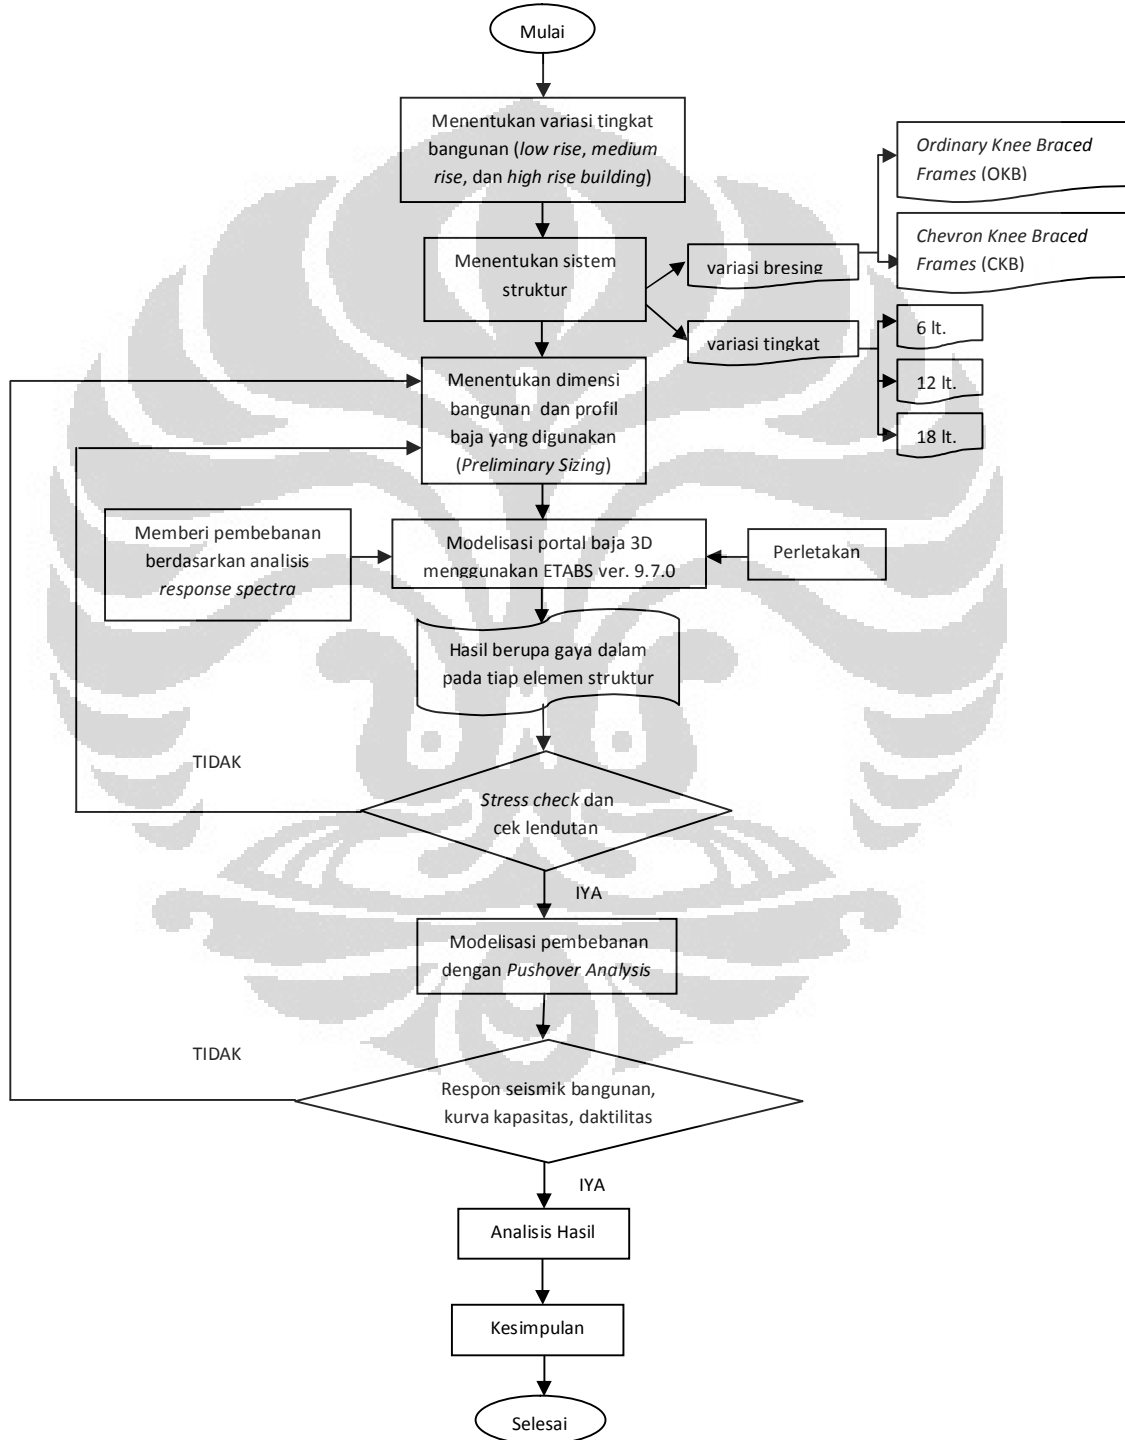 Mulai
Menentukan variasi tingkat
bangunan (low rise, medium
rise, dan high rise building)
Ordinary Knee Braced
Frames (OKB)
Chevron Knee Braced
Frames (CKB)
Menentukan sistem
struktur
variasi bresing
variasi tingkat
6 lt.
12 lt.
18 lt.
Menentukan dimensi
bangunan dan profil
baja yang digunakan
(Preliminary Sizing)
Memberi pembebanan
berdasarkan analisis
response spectra
Modelisasi portal baja 3D
menggunakan ETABS ver. 9.7.0
Perletakan
Hasil berupa gaya dalam
pada tiap elemen struktur
TIDAK
Stress check dan
cek lendutan
IYA
Modelisasi pembebanan
dengan Pushover Analysis
TIDAK
Respon seismik bangunan,
kurva kapasitas, daktilitas
IYA
Analisis Hasil
Kesimpulan
Selesai